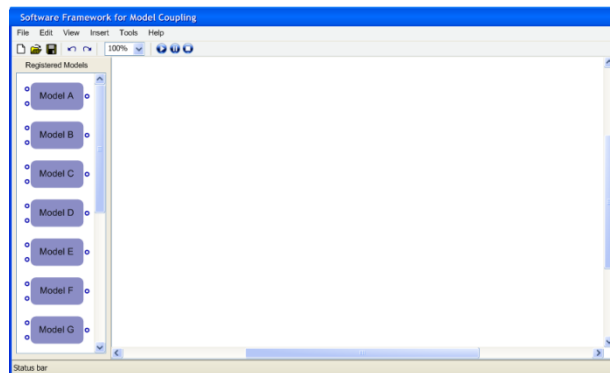 Software Framework for Model Coupling
File Edit View Insert Tools Help
100%
Registered Models
Model A
Model B
Model C
Model D
Model E
Model F
Model G
Status bar